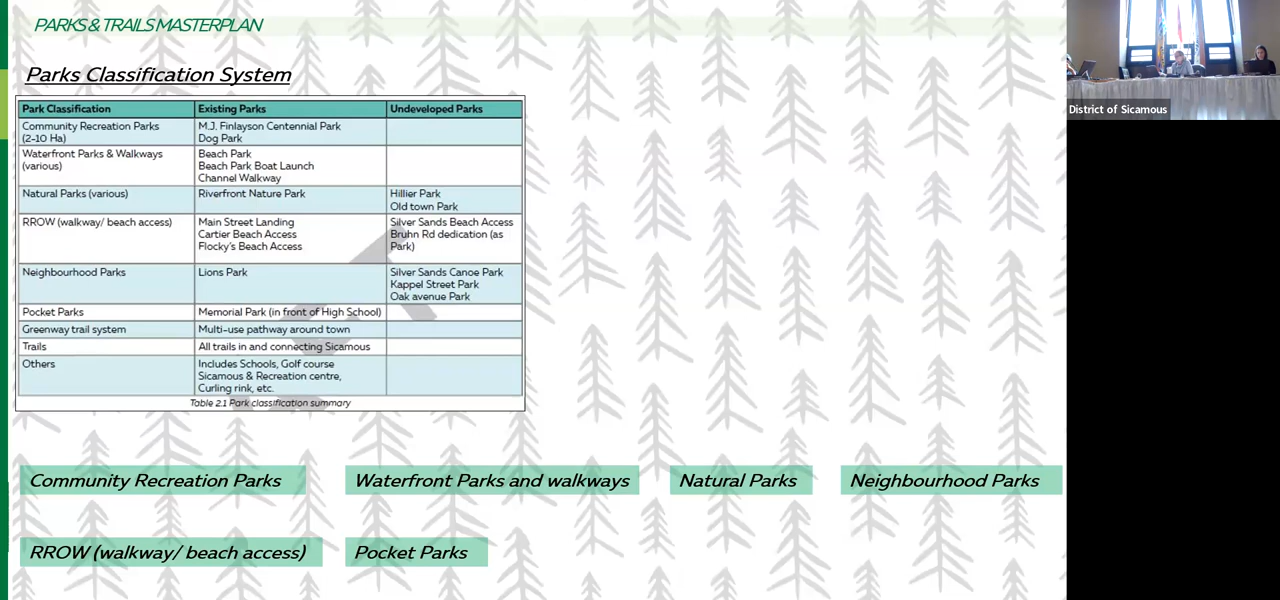 PARKS & TRAILS MASTERPLAN
Parks Classification System
Park Classification Existing Parks Undeveloped Parks
Community Recreation Parks (2-10 Ha) M.J. Finlayson Centennial Park
Dog Park
Waterfront Parks & Walkways (various) Beach Park
Beach Park Boat Launch
Channel Walkway
Natural Parks (various) Riverfront Nature Park Hillier Park
Old town Park
RROW (walkway/ beach access) Main Street Landing Silver Sands Beach Access
Cartier Beach Access Bruhn Rd dedication (as
Flocky's Beach Access Park)
Neighbourhood Parks Lions Park Silver Sands Canoe Park
Kappel Street Park
Oak avenue Park
Pocket Parks Memorial Park (in front of High School)
Greenway trail system Multi-use pathway around town
Trails All trails in and connecting Sicamous
Others Includes Schools, Golf course
Sicamous & Recreation centre,
Curling rink, etc.
Table 2.1 Park classification summary
Community Recreation Parks Waterfront Parks and walkways Natural Parks Neighbourhood Parks
RROW (walkway/ beach access) Pocket Parks
District of Sicamous